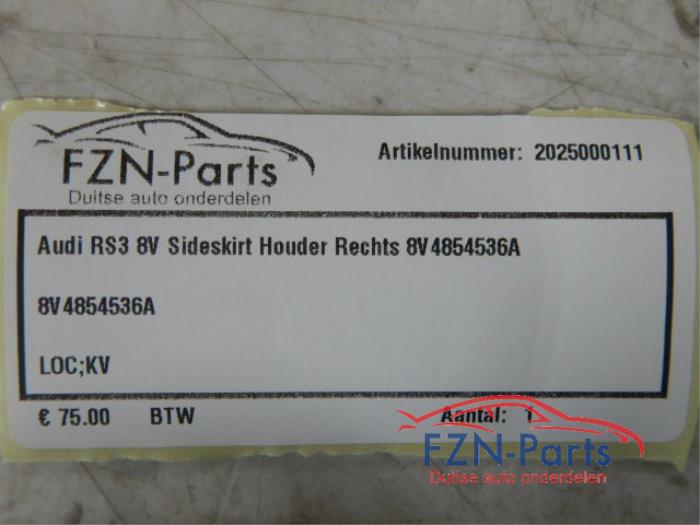 FZN-Parts
Duitse auto onderdelen
Artikelnummer: 2025000111
Audi RS3 8V Sideskirt Houder Rechts 8V4854536A
8V4854536A
LOC;KV
€ 75.00 BTW Aantal: 1
FZN-Parts
Duitse auto onderdelen